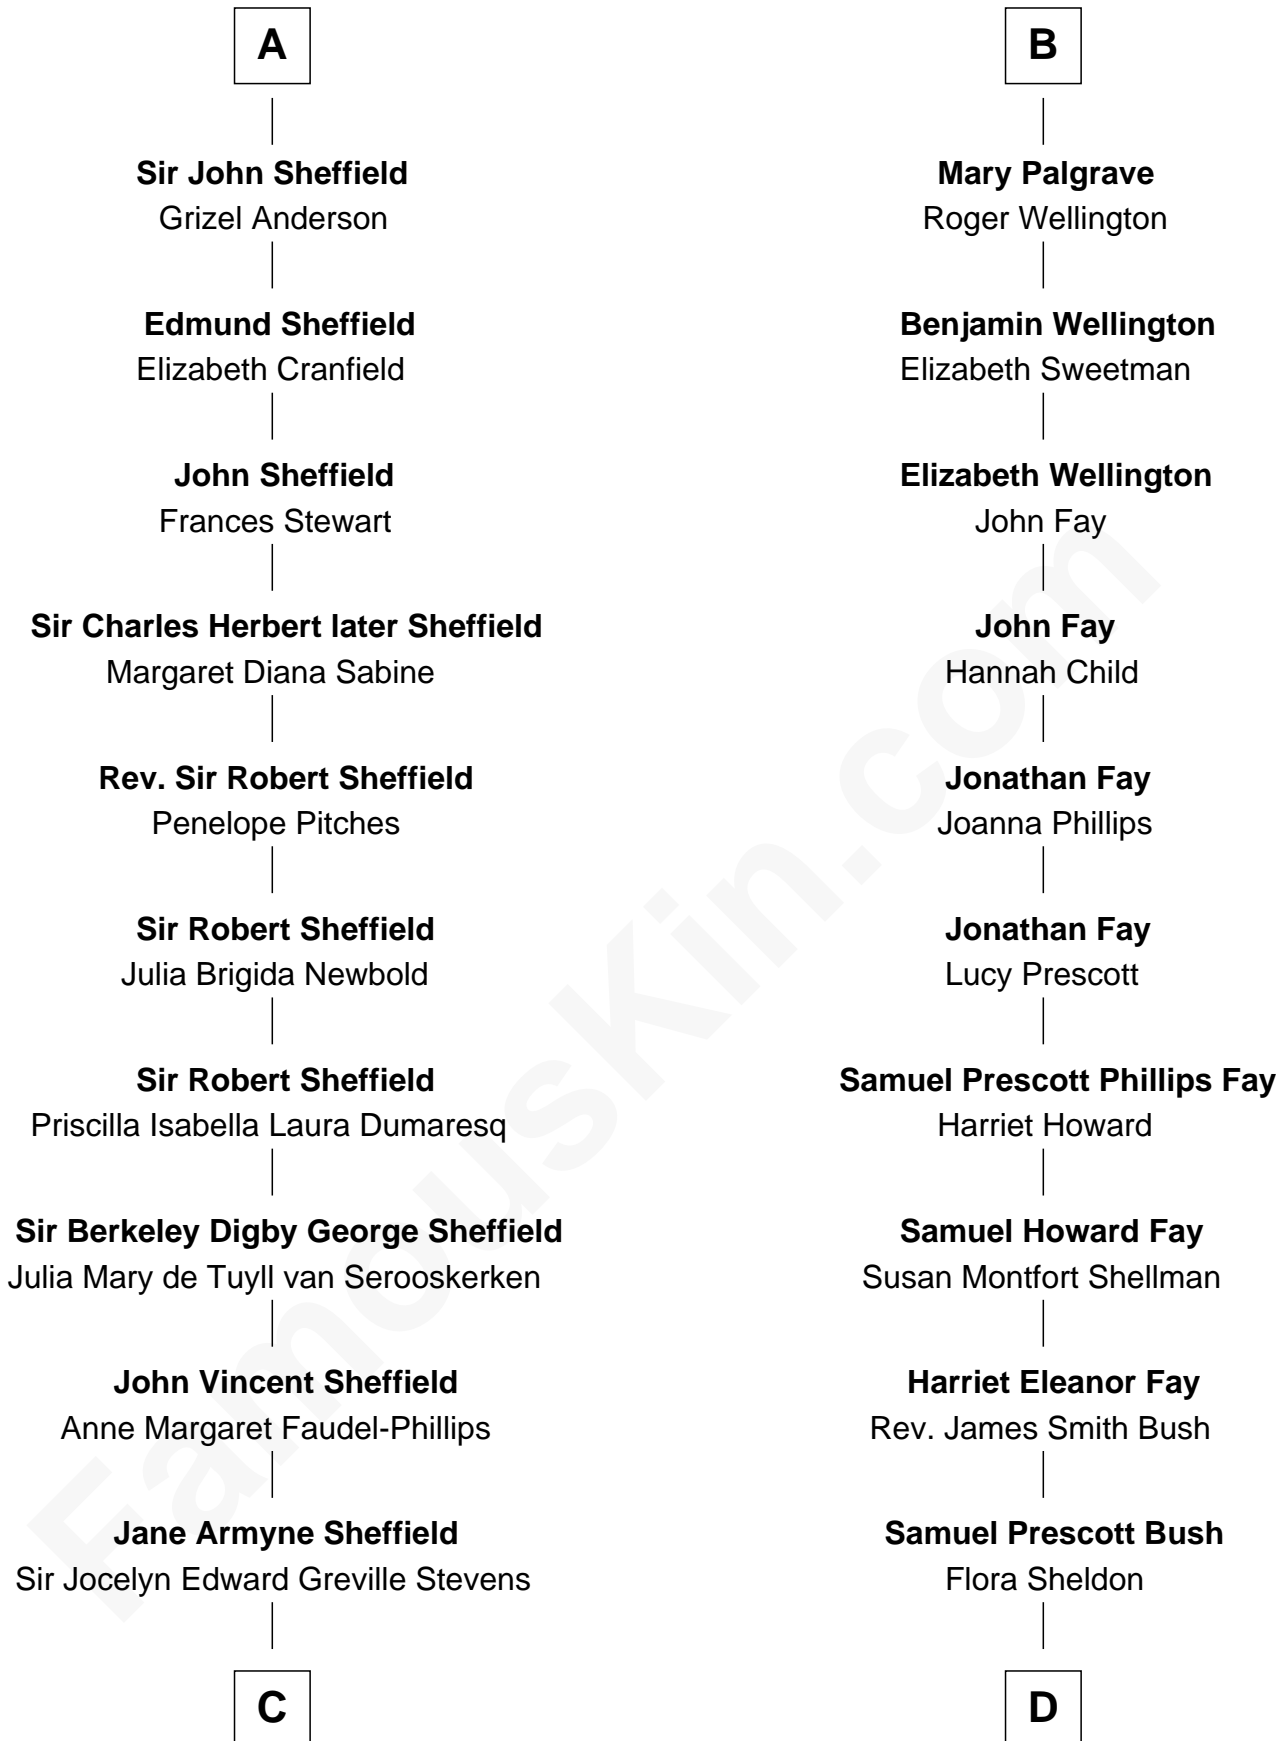 A
Sir John Sheffield
Grizel Anderson
Edmund Sheffield
Elizabeth Cranfield
John Sheffield
Frances Stewart
Sir Charles Herbert later Sheffield
Margaret Diana Sabine
Rev. Sir Robert Sheffield
Penelope Pitches
Sir Robert Sheffield
Julia Brigida Newbold
Sir Robert Sheffield
Priscilla Isabella Laura Dumaresq
Sir Berkeley Digby George Sheffield
Julia Mary de Tuyll van Serooskerken
John Vincent Sheffield
Anne Margaret Faudel-Phillips
Jane Armyne Sheffield
Sir Jocelyn Edward Greville Stevens
C
B
Mary Palgrave
Roger Wellington
Benjamin Wellington
Elizabeth Sweetman
Elizabeth Wellington
John Fay
John Fay
Hannah Child
Jonathan Fay
Joanna Phillips
Jonathan Fay
Lucy Prescott
Samuel Prescott Phillips Fay
Harriet Howard
Samuel Howard Fay
Susan Montfort Shellman
Harriet Eleanor Fay
Rev. James Smith Bush
Samuel Prescott Bush
Flora Sheldon
D
FamousKin.com